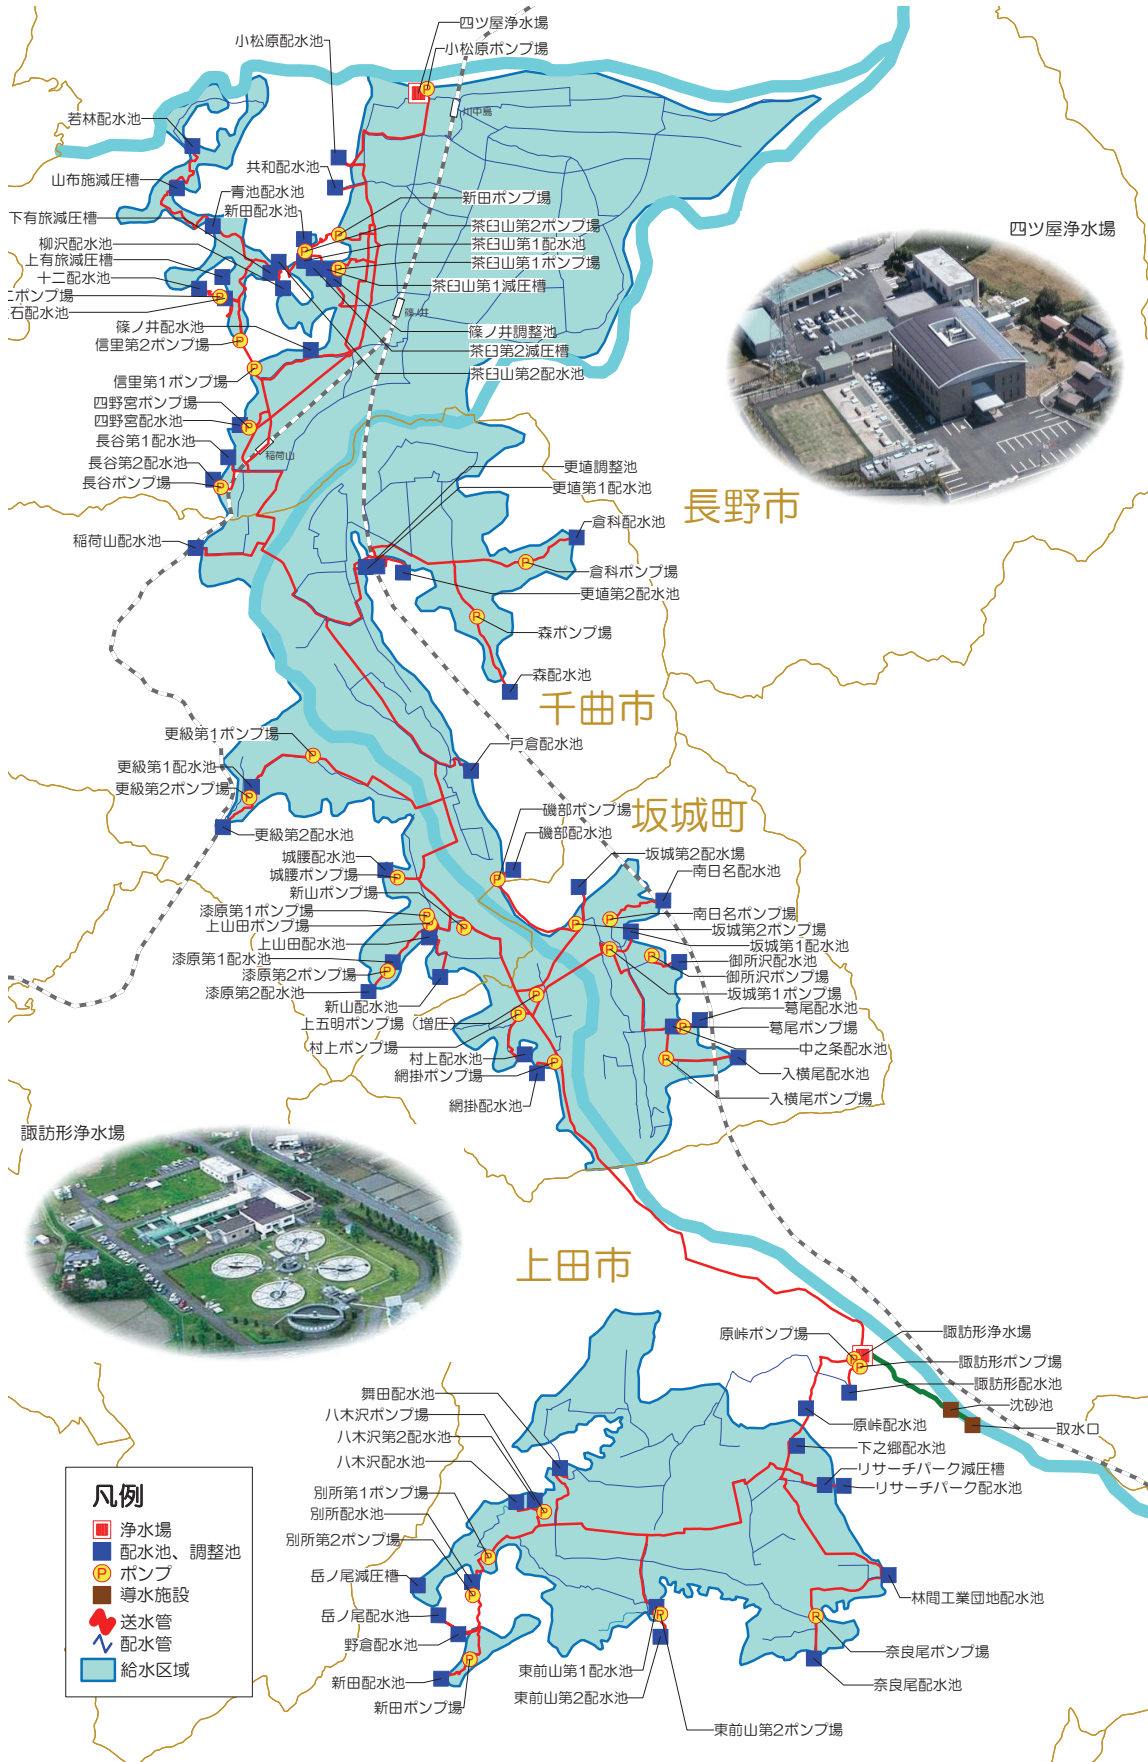 四ツ屋浄水場
小松原配水池
小松原ポンプ場
川中島
若林配水池
共和配水池
山布施減圧槽
青池配水池
新田ポンプ場
下有旅減圧槽
新田配水池
茶臼山第2ポンプ場
四ツ屋浄水場
柳沢配水池
茶臼山第1配水池
上有旅減圧槽
茶臼山第1ポンプ場
十二配水池
茶臼山第1減圧槽
二ポンプ場
石配水池
篠ノ井
篠ノ井配水池
篠ノ井調整池
信里第2ポンプ場
茶臼第2減圧槽
茶臼山第2配水池
信里第1ポンプ場
四野宮ポンプ場
四野宮配水池
長谷第1配水池
稲荷山
長谷第2配水池
更埴調整池
長谷ポンプ場
更埴第1配水池
長野市
倉科配水池
稲荷山配水池
倉科ポンプ場
更埴第2配水池
森ポンプ場
森配水池
千曲市
更級第1ポンプ場
戸倉配水池
更級第1配水池
更級第2ポンプ場
磯部ポンプ場
坂城町
更級第2配水池
磯部配水池
城腰配水池
坂城第2配水場
城腰ポンプ場
南日名配水池
新山ポンプ場
漆原第1ポンプ場
南日名ポンプ場
上山田ポンプ場
坂城第2ポンプ場
上山田配水池
坂城第1配水池
漆原第1配水池
御所沢配水池
漆原第2ポンプ場
御所沢ポンプ場
漆原第2配水池
坂城第1ポンプ場
新山配水池
葛尾配水池
上五明ポンプ場（増圧）
葛尾ポンプ場
村上ポンプ場
中之条配水池
村上配水池
網掛ポンプ場
入横尾配水池
網掛配水池
入横尾ポンプ場
諏訪形浄水場
上田市
原峠ポンプ場
諏訪形浄水場
諏訪形ポンプ場
諏訪形配水池
舞田配水池
沈砂池
八木沢ポンプ場
原峠配水池
取水口
八木沢第2配水池
下之郷配水池
八木沢配水池
リサーチパーク減圧槽
リサーチパーク配水池
別所第1ポンプ場
別所配水池
別所第2ポンプ場
岳ノ尾減圧槽
林間工業団地配水池
岳ノ尾配水池
野倉配水池
奈良尾ポンプ場
東前山第1配水池
新田配水池
奈良尾配水池
東前山第2配水池
新田ポンプ場
東前山第2ポンプ場
凡例
浄水場
配水池、調整池
P ポンプ
導水施設
送水管
配水管
給水区域